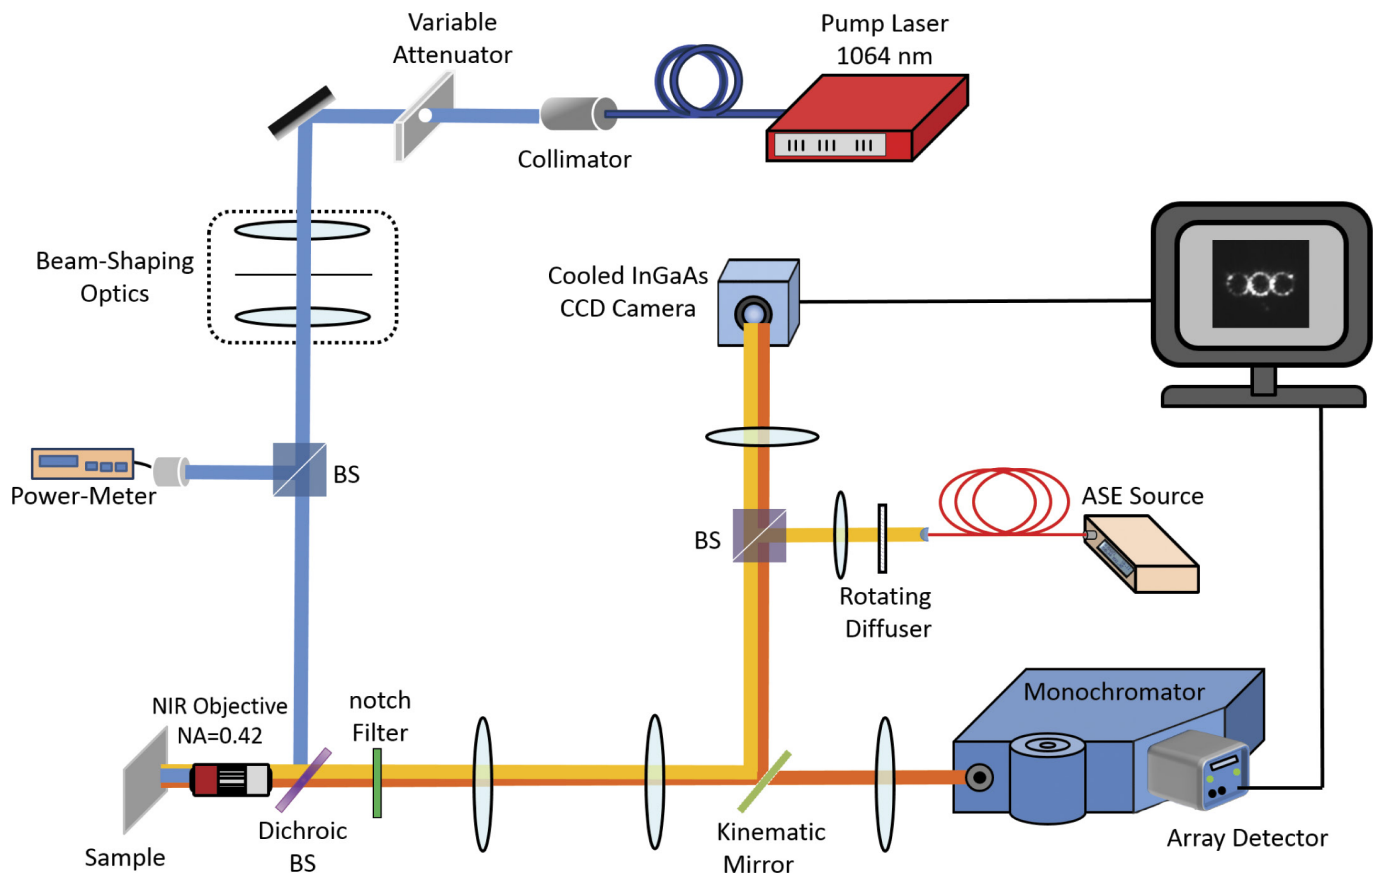 Variable
Attenuator
Pump Laser
1064 nm
Collimator
Beam-Shaping
Optics
Cooled InGaAs
CCD Camera
Power-Meter
BS
BS
ASE Source
Rotating
Diffuser
NIR Objective
NA=0.42
notch
Filter
Monochromator
Sample
Dichroic
BS
Kinematic
Mirror
Array Detector